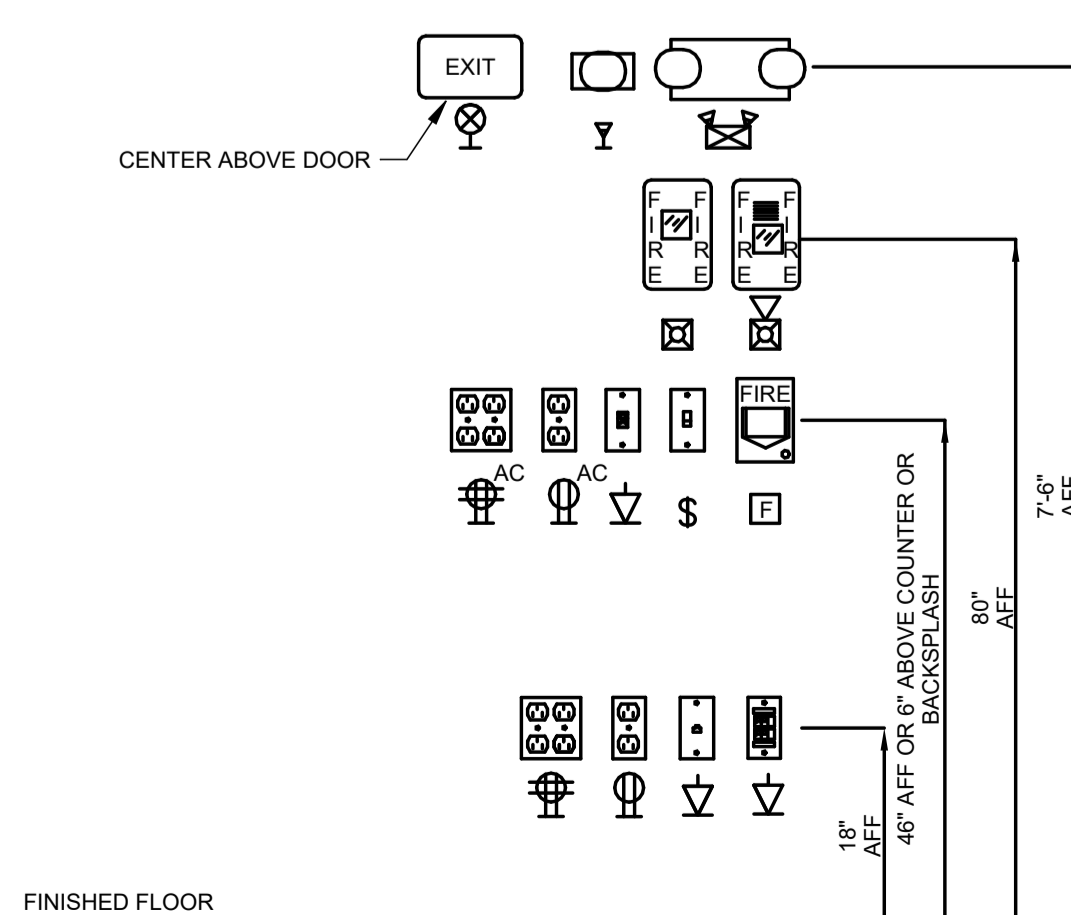 EXIT
CENTER ABOVE DOOR
F F
I I
R R
E E
F F
I I
R R
E E
FIRE
AC
AC
$
F
7'-6"
AFF
80"
AFF
46" AFF OR 6" ABOVE COUNTER OR
BACKSPLASH
18"
AFF
FINISHED FLOOR